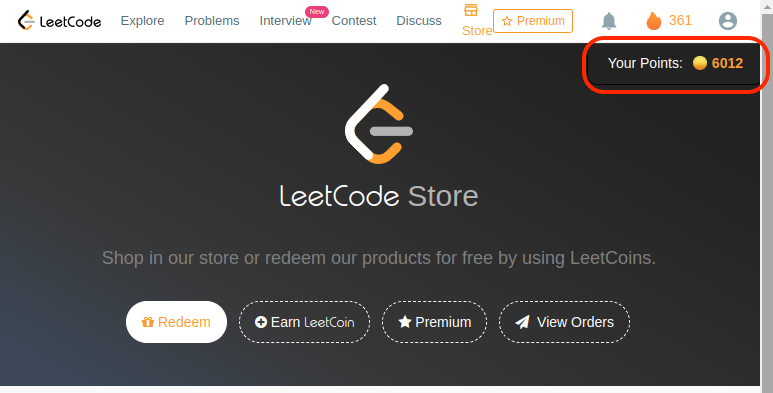 LeetCode Explore Problems Interview New Contest Discuss Store Premium 361
Your Points: 6012
LeetCode Store
Shop in our store or redeem our products for free by using LeetCoins.
Redeem Earn LeetCoin Premium View Orders